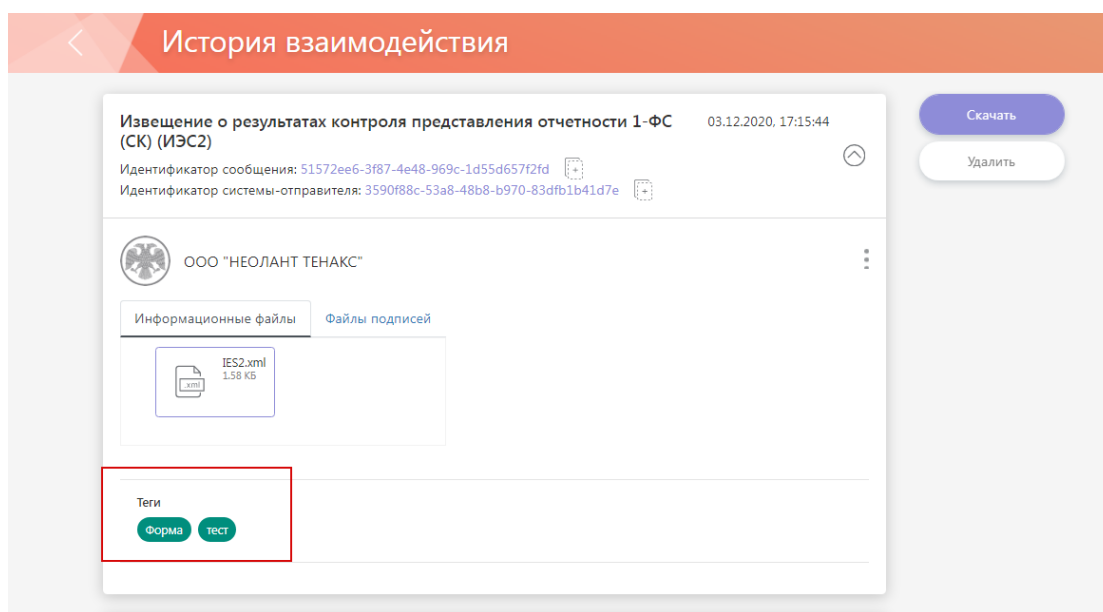 История взаимодействия
Извещение о результатах контроля представления отчетности 1-ФС
(СК) (ИЭС2)
03.12.2020, 17:15:44
Идентификатор сообщения: 51572ee6-3f87-4e48-969c-1d55d657f2fd
Идентификатор системы-отправителя: 3590f88c-53a8-48b8-b970-83dfb1b41d7e
Скачать
Удалить
ООО "НЕОЛАНТ ТЕНАКС"
Информационные файлы
Файлы подписей
IES2.xml
1.58 КБ
.xml
Теги
Форма тест